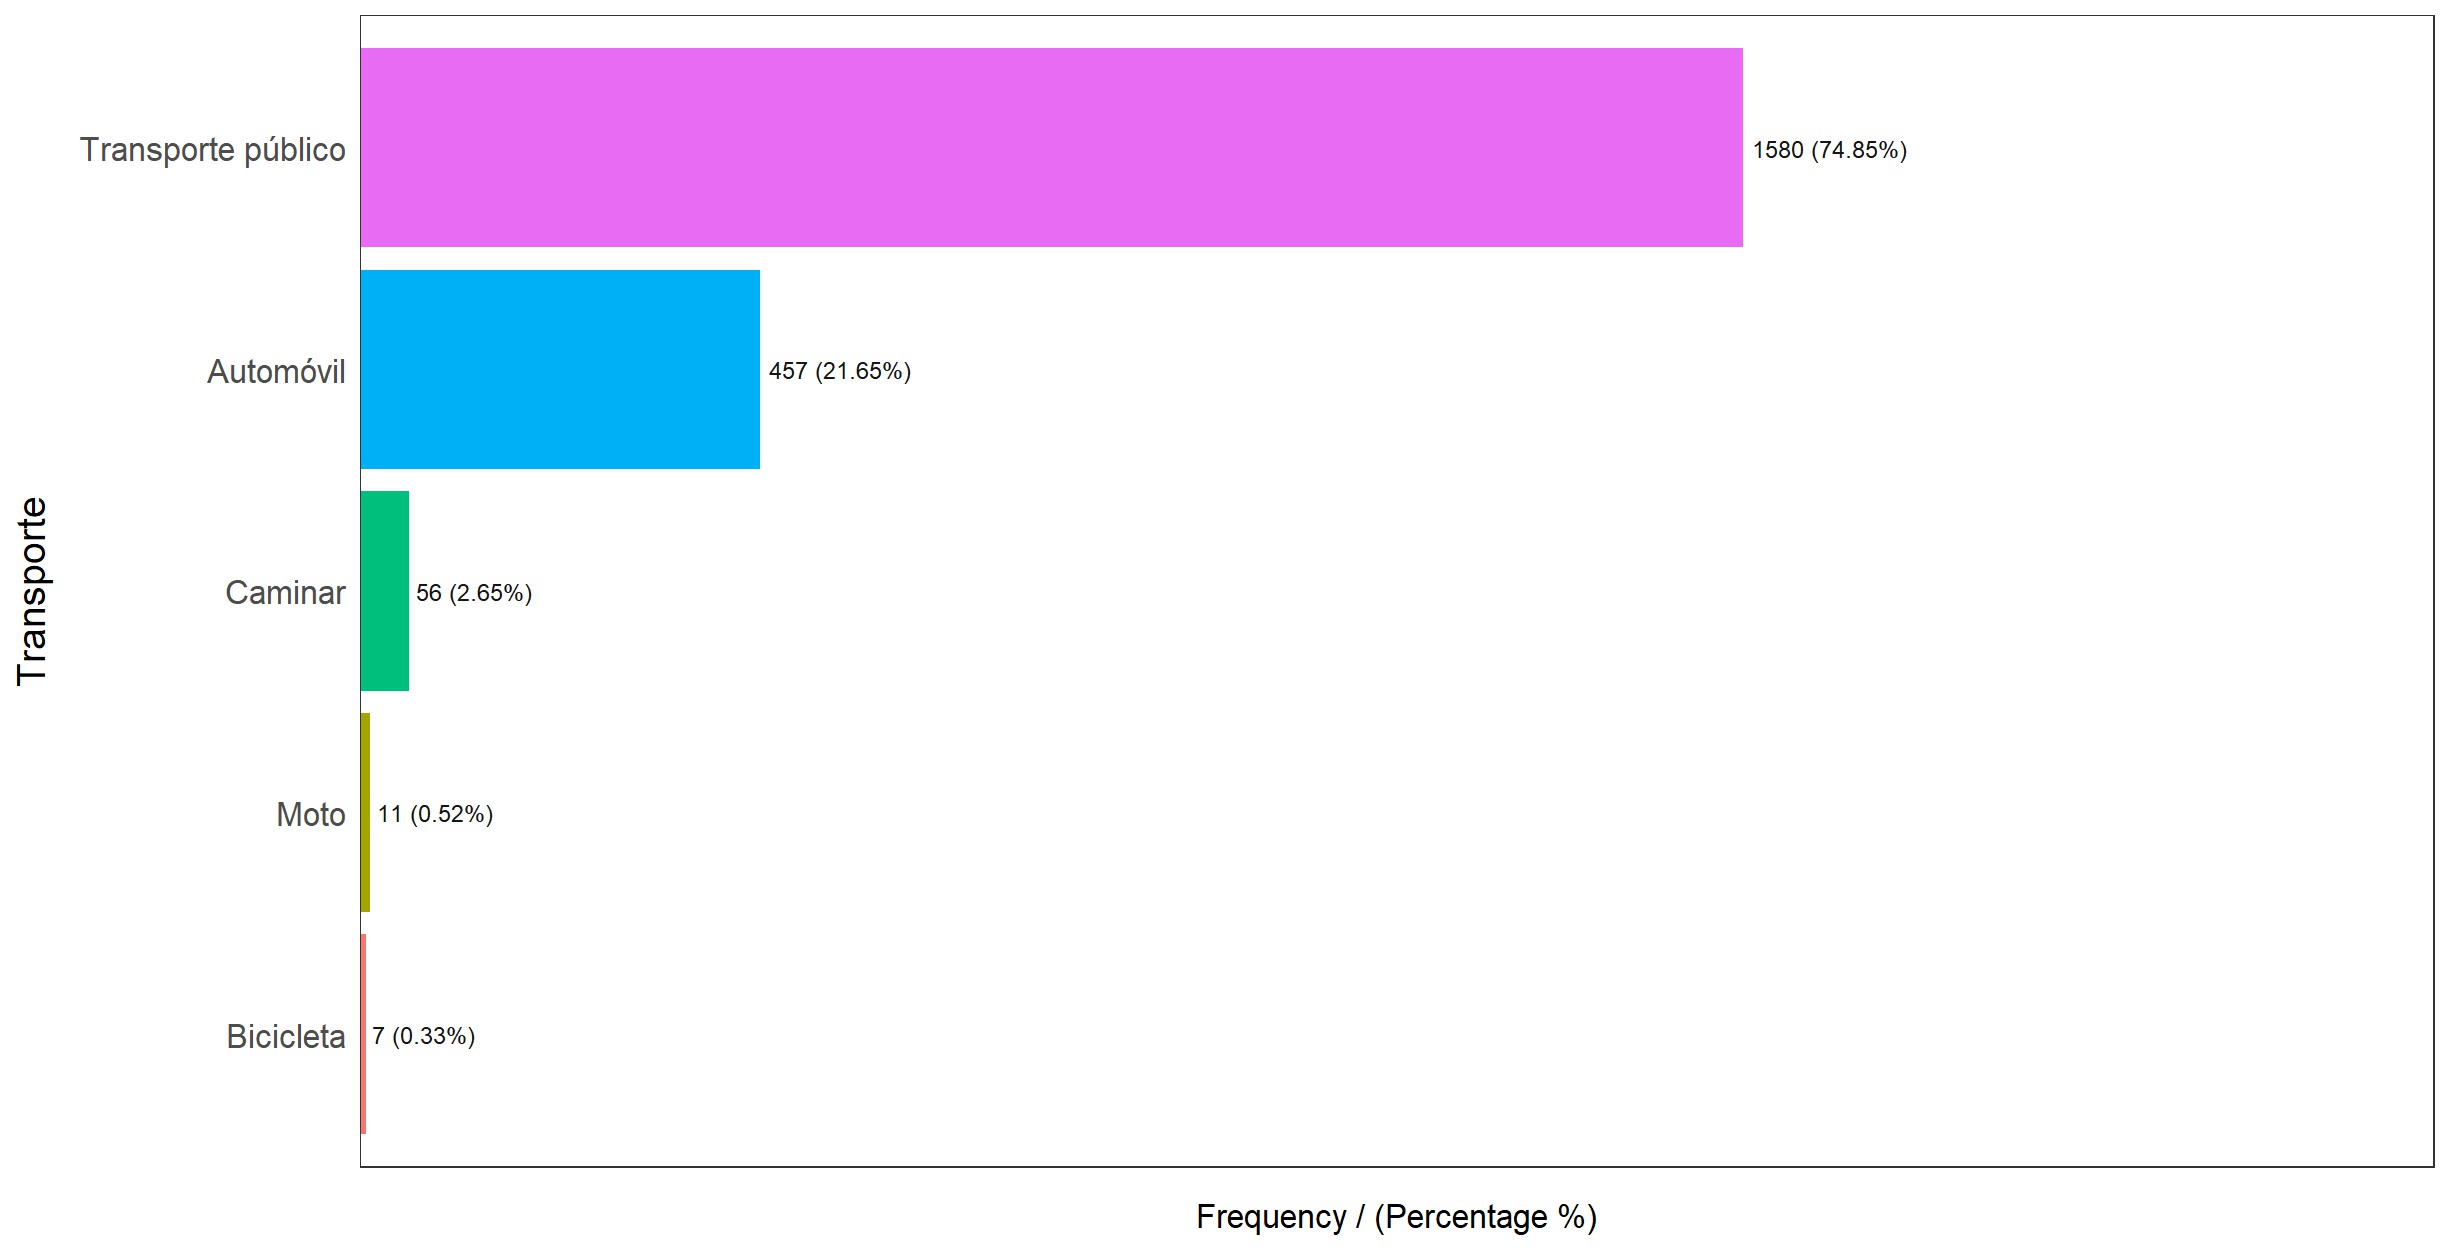 Transporte público
1580 (74.85%)
Automóvil
457 (21.65%)
Caminar
56 (2.65%)
Moto
11 (0.52%)
Bicicleta
7 (0.33%)
Transporte
Frequency / (Percentage %)